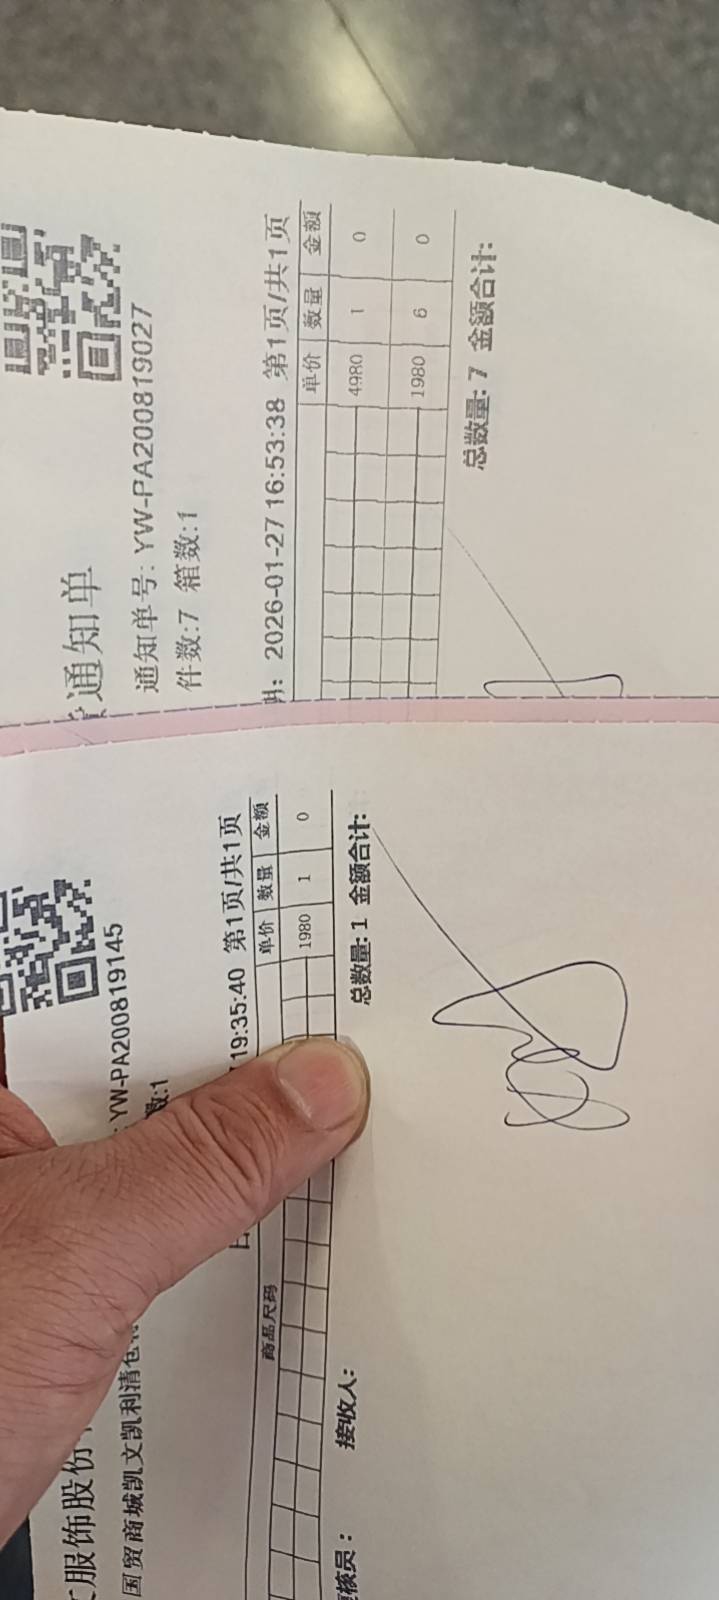 通知单
通知单号: YW-PA200819027
件数:7 箱数:1
2026-01-27 16:53:38 第1页/共1页
单价 数量 金额
4980 1 0
1980 6 0
总数量: 7 金额合计:
服饰股份
YW-PA200819145
国贸商城凯文凯利清仓
数:1
19:35:40 第1页/共1页
商品尺码 单价 数量 金额
1980 1 0
总数量: 1 金额合计:
核员: 接收人: